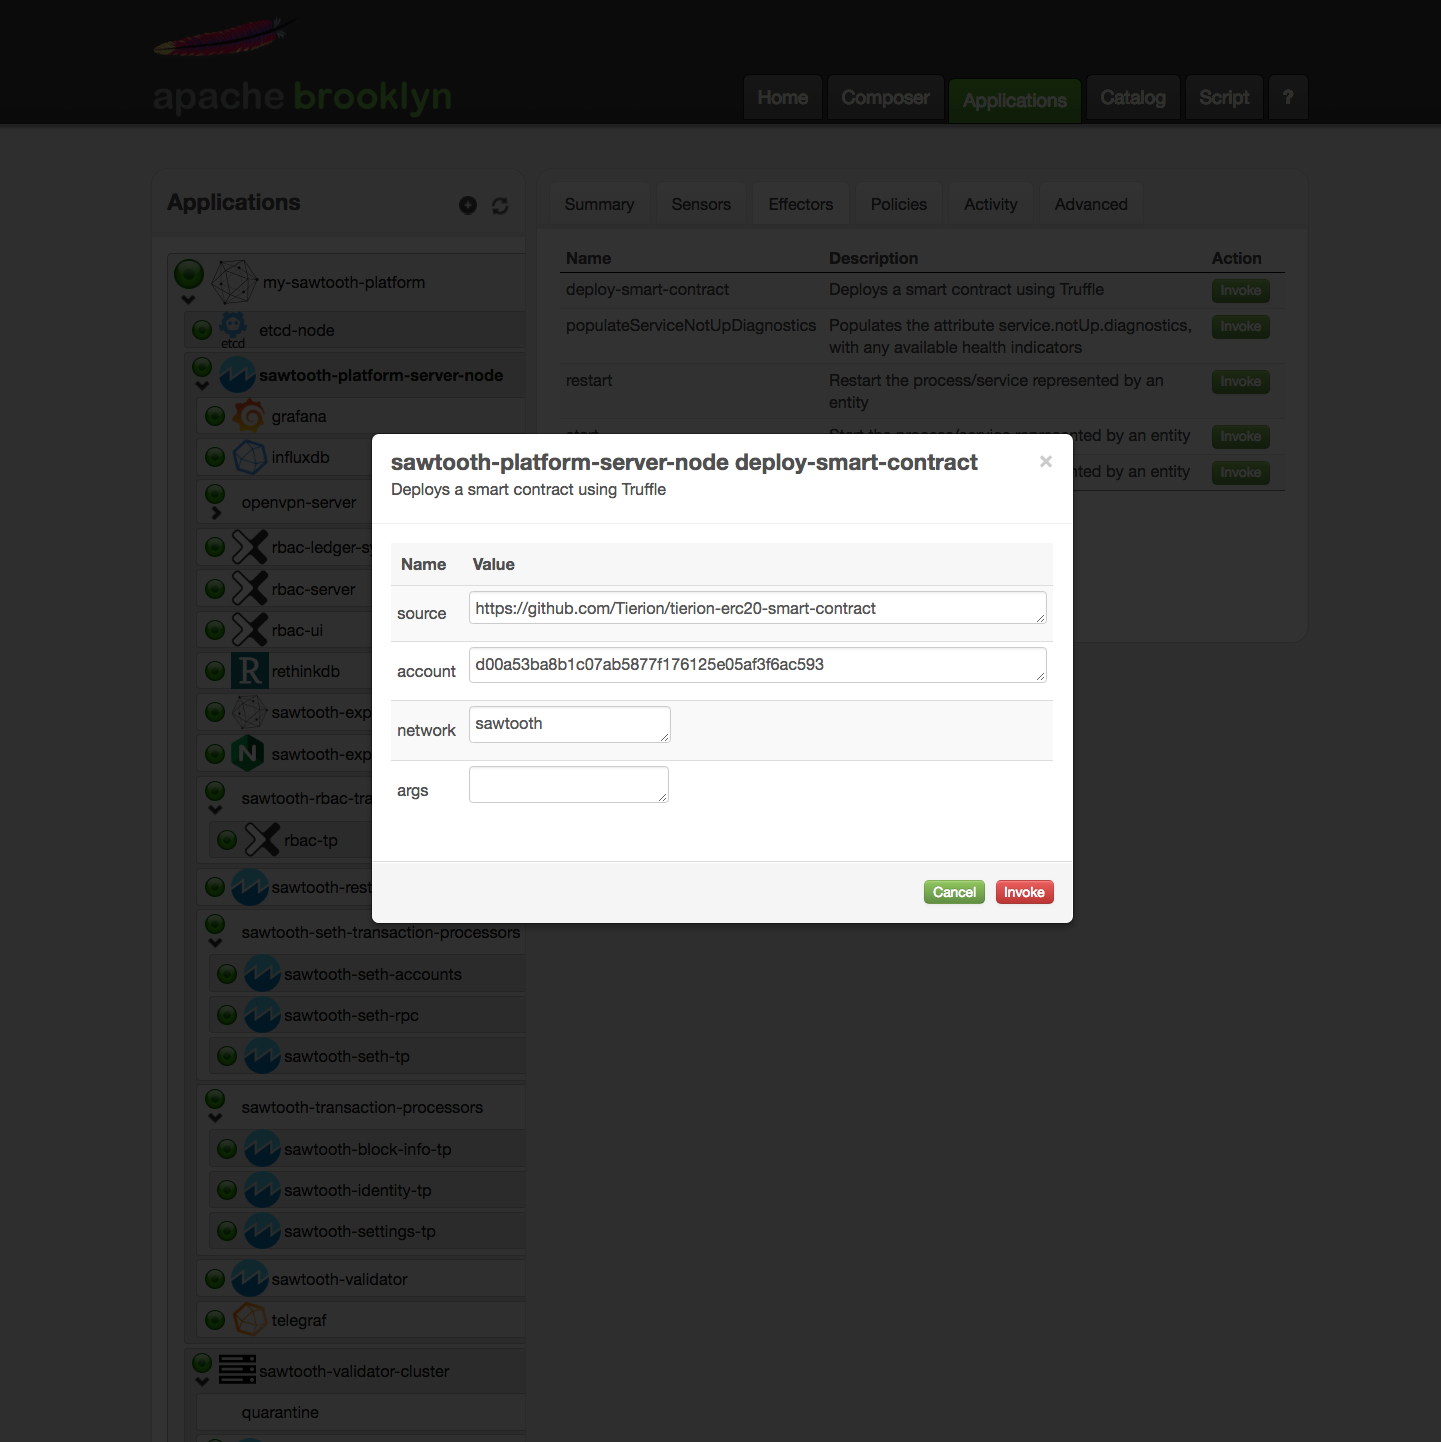 apache brooklyn
Home
Composer
Applications
Catalog
Script
?
Applications
my-sawtooth-platform
etcd
etcd-node
sawtooth-platform-server-node
grafana
influxdb
openvpn-server
rbac-ledger-sy
rbac-server
rbac-ui
R
rethinkdb
sawtooth-exp
N
sawtooth-exp
sawtooth-rbac-tra
rbac-tp
sawtooth-rest
sawtooth-seth-transaction-processors
sawtooth-seth-accounts
sawtooth-seth-rpc
sawtooth-seth-tp
sawtooth-transaction-processors
sawtooth-block-info-tp
sawtooth-identity-tp
sawtooth-settings-tp
sawtooth-validator
telegraf
sawtooth-validator-cluster
quarantine
Summary
Sensors
Effectors
Policies
Activity
Advanced
Name Description Action
deploy-smart-contract Deploys a smart contract using Truffle Invoke
populateServiceNotUpDiagnostics Populates the attribute service.notUp.diagnostics, Invoke
with any available health indicators
restart Restart the process/service represented by an Invoke
entity
start Start the process/service represented by an entity Invoke
nted by an entity Invoke
sawtooth-platform-server-node deploy-smart-contract ×
Deploys a smart contract using Truffle
Name Value
source https://github.com/Tierion/tierion-erc20-smart-contract
account d00a53ba8b1c07ab5877f176125e05af3f6ac593
network sawtooth
args
Cancel Invoke